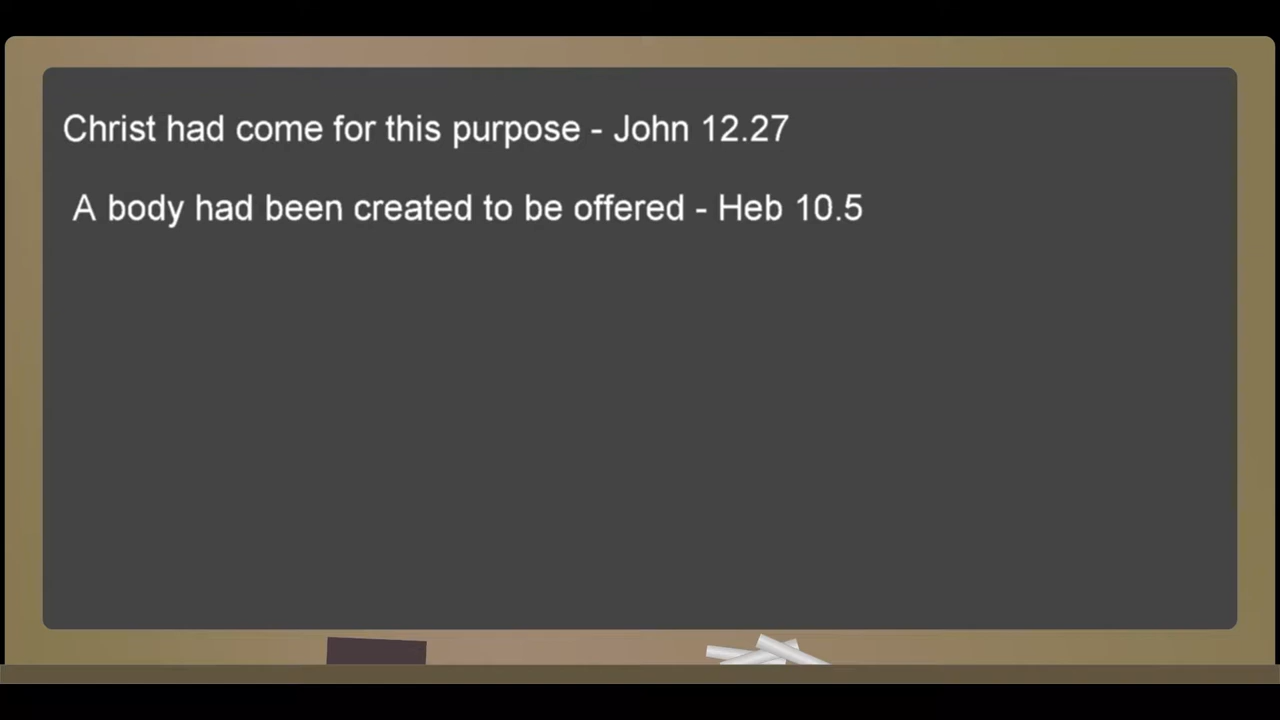 Christ had come for this purpose - John 12.27
A body had been created to be offered - Heb 10.5